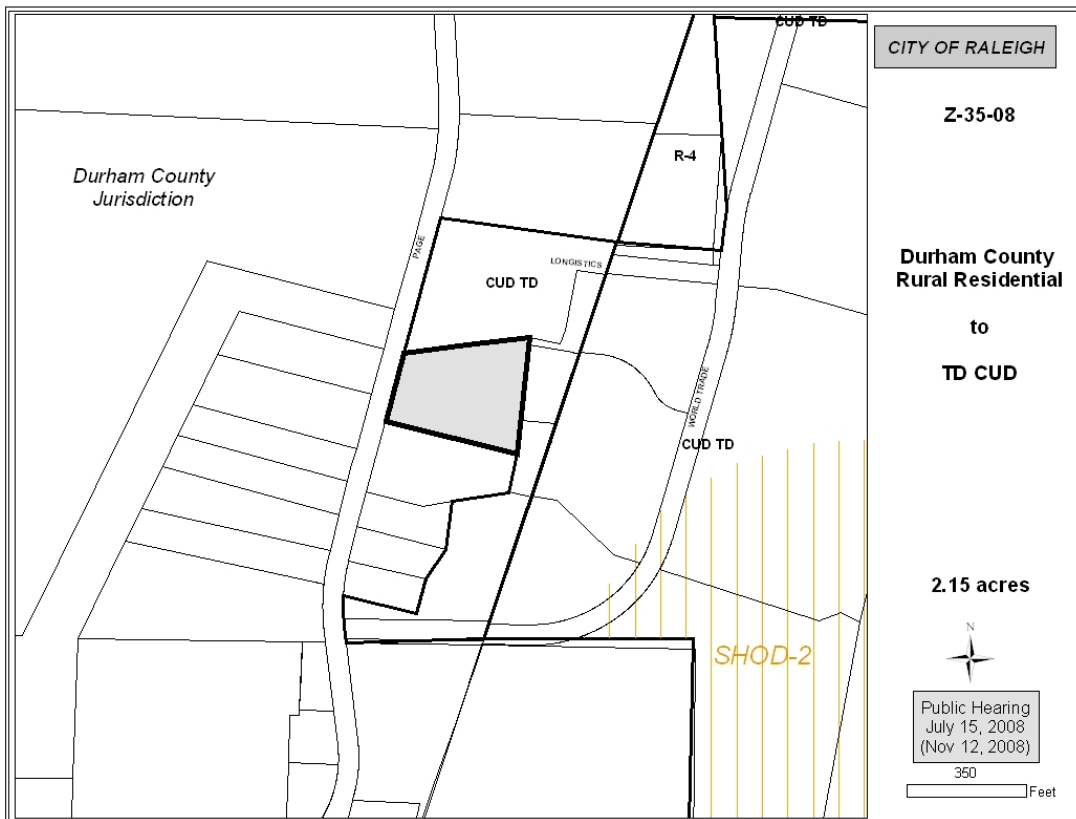 CUD TD
CITY OF RALEIGH
Z-35-08
R-4
Durham County
Jurisdiction
PAGE
LONGISTICS
CUD TD
Durham County
Rural Residential
to
TD CUD
WORLD TRADE
CUD TD
2.15 acres
N
SHOD-2
Public Hearing
July 15, 2008
(Nov 12, 2008)
350
Feet